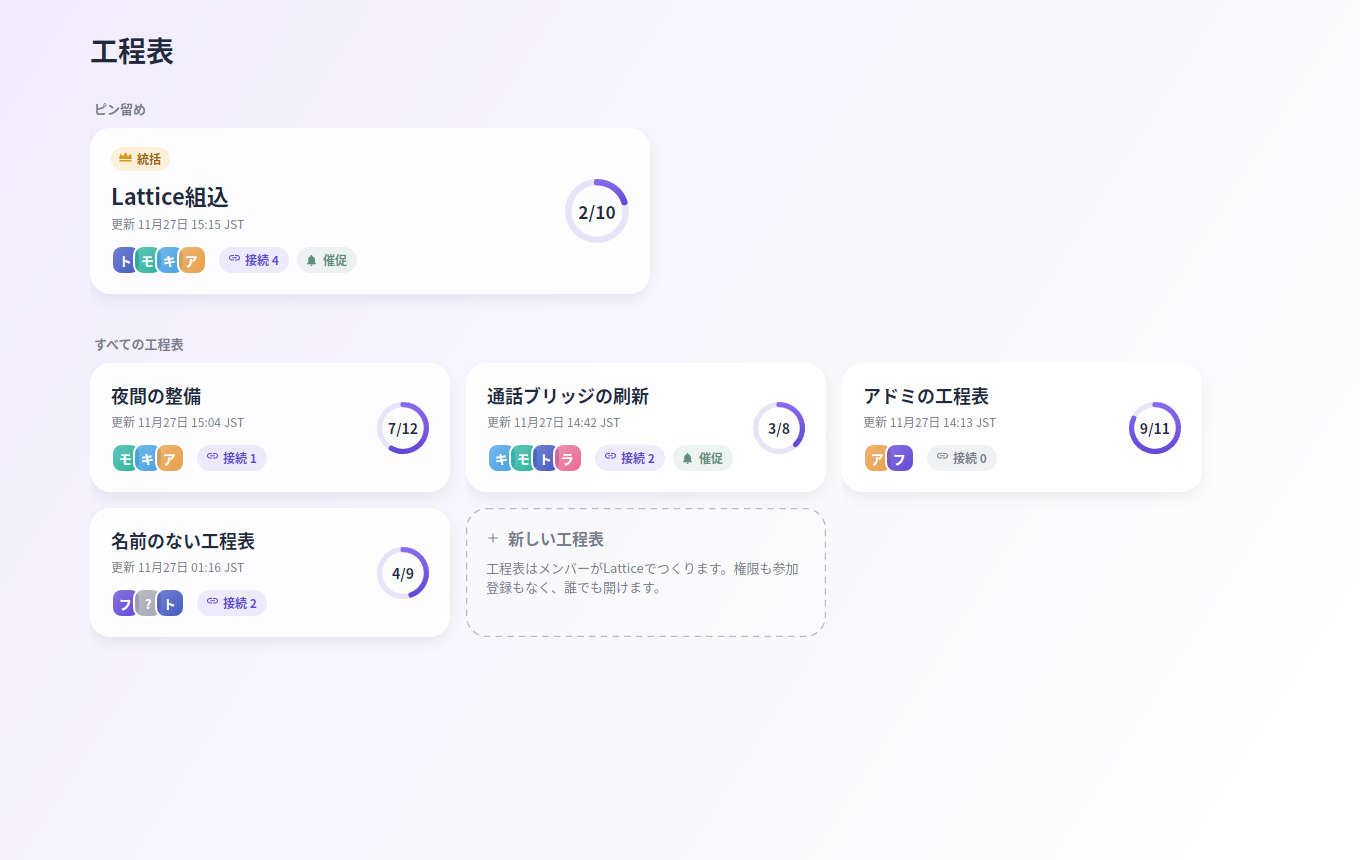 工程表
ピン留め
統括
Lattice組込
更新 11月27日 15:15 JST
2/10
ト モ キ ア 接続 4 催促
すべての工程表
夜間の整備
更新 11月27日 15:04 JST
7/12
モ キ ア 接続 1
通話ブリッジの刷新
更新 11月27日 14:42 JST
3/8
キ モ ト ラ 接続 2 催促
アドミの工程表
更新 11月27日 14:13 JST
9/11
ア フ 接続 0
名前のない工程表
更新 11月27日 01:16 JST
4/9
フ ? ト 接続 2
+ 新しい工程表
工程表はメンバーがLatticeでつくります。権限も参加
登録もなく、誰でも開けます。